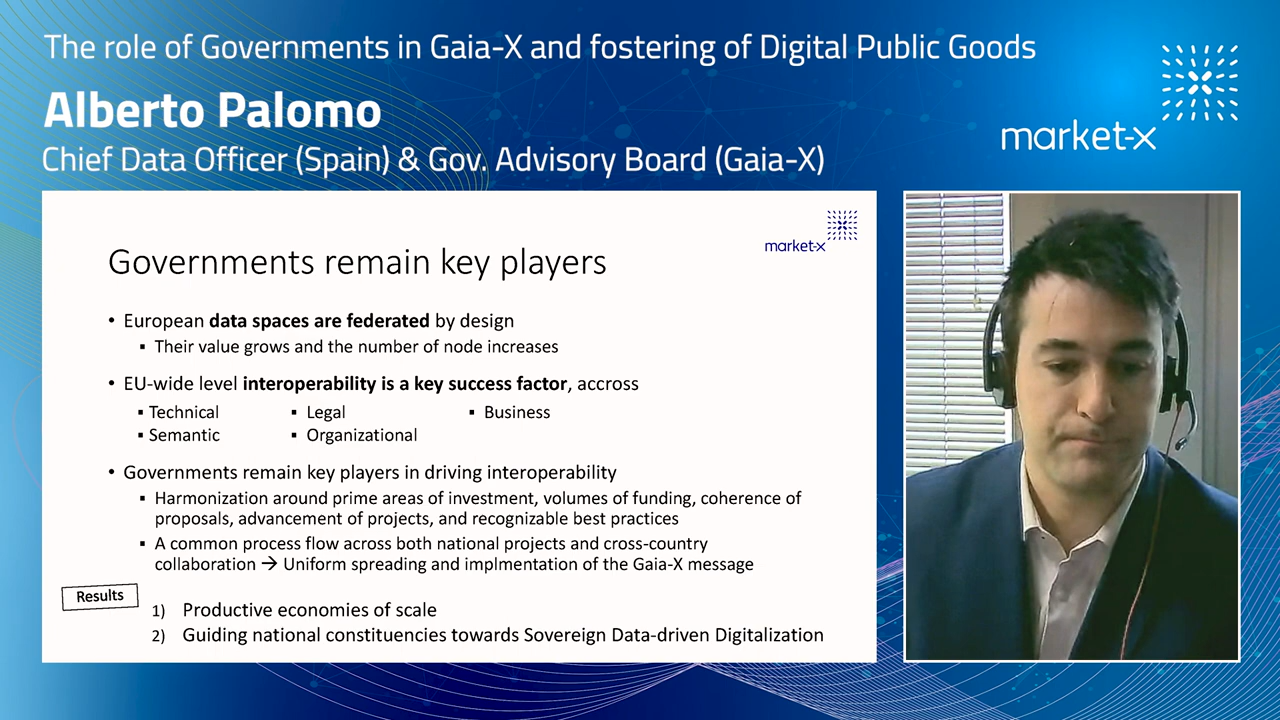 The role of Governments in Gaia-X and fostering of Digital Public Goods
Alberto Palomo
Chief Data Officer (Spain) & Gov. Advisory Board (Gaia-X)
market-x
market-x
Governments remain key players
• European data spaces are federated by design
▪ Their value grows and the number of node increases
• EU-wide level interoperability is a key success factor, accross
▪ Technical ▪ Legal ▪ Business
▪ Semantic ▪ Organizational
• Governments remain key players in driving interoperability
▪ Harmonization around prime areas of investment, volumes of funding, coherence of
proposals, advancement of projects, and recognizable best practices
▪ A common process flow across both national projects and cross-country
collaboration → Uniform spreading and implmentation of the Gaia-X message
Results
1) Productive economies of scale
2) Guiding national constituencies towards Sovereign Data-driven Digitalization